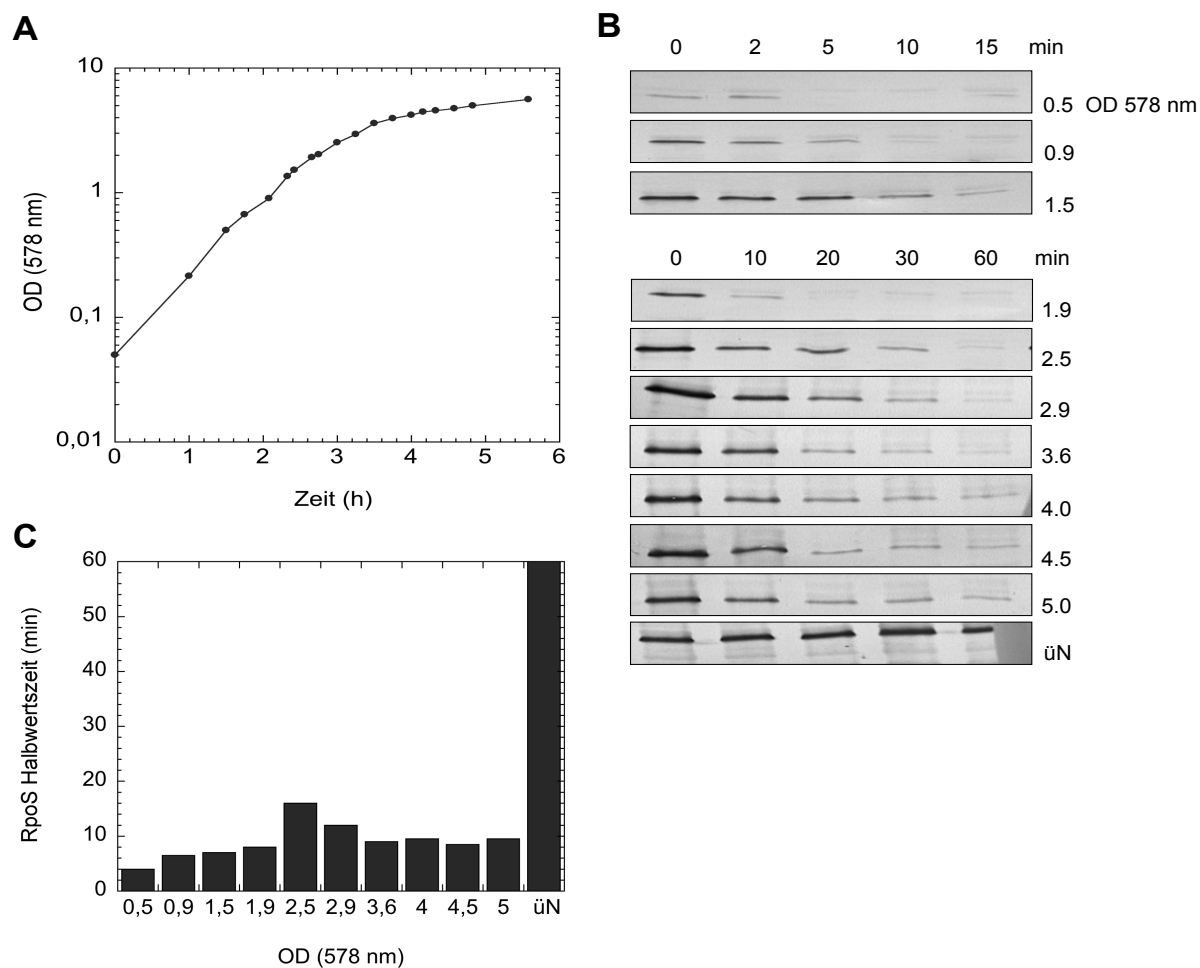 A
10
1
0,1
0,01
OD (578 nm)
0 1 2 3 4 5 6
Zeit (h)
B
0 2 5 10 15 min
0.5 OD 578 nm
0.9
1.5
0 10 20 30 60 min
1.9
2.5
2.9
3.6
4.0
4.5
5.0
üN
C
60
50
40
30
20
10
0
RpoS Halbwertszeit (min)
0,5 0,9 1,5 1,9 2,5 2,9 3,6 4 4,5 5 üN
OD (578 nm)